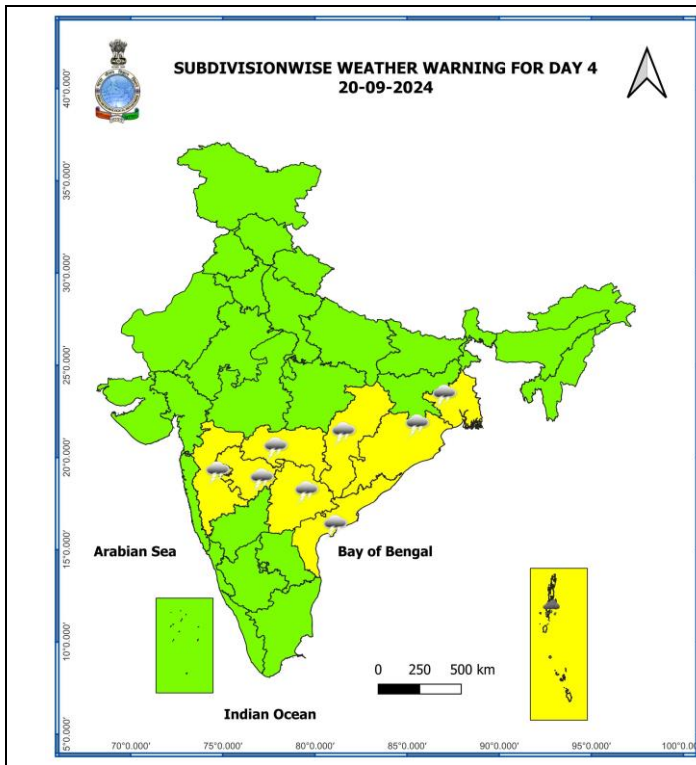 SUBDIVISIONWISE WEATHER WARNING FOR DAY 4
20-09-2024
40°0.000'
35°0.000'
30°0.000'
25°0.000'
20°0.000'
15°0.000'
10°0.000'
5°0.000'
Arabian Sea
Bay of Bengal
0 250 500 km
Indian Ocean
70°0.000' 75°0.000' 80°0.000' 85°0.000' 90°0.000' 95°0.000' 100°0.00